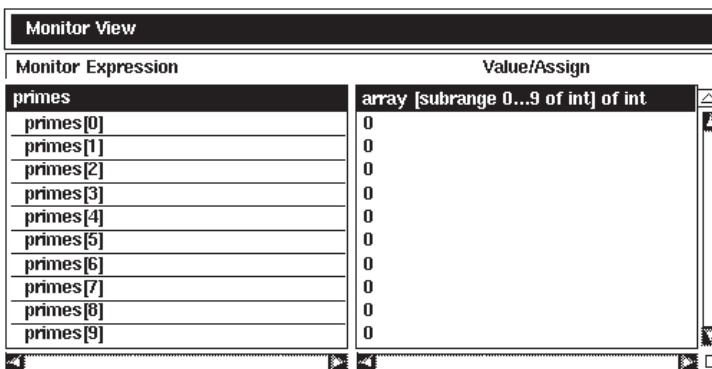 Monitor View
Monitor Expression Value/Assign
primes array [subrange 0...9 of int] of int
primes[0] 0
primes[1] 0
primes[2] 0
primes[3] 0
primes[4] 0
primes[5] 0
primes[6] 0
primes[7] 0
primes[8] 0
primes[9] 0